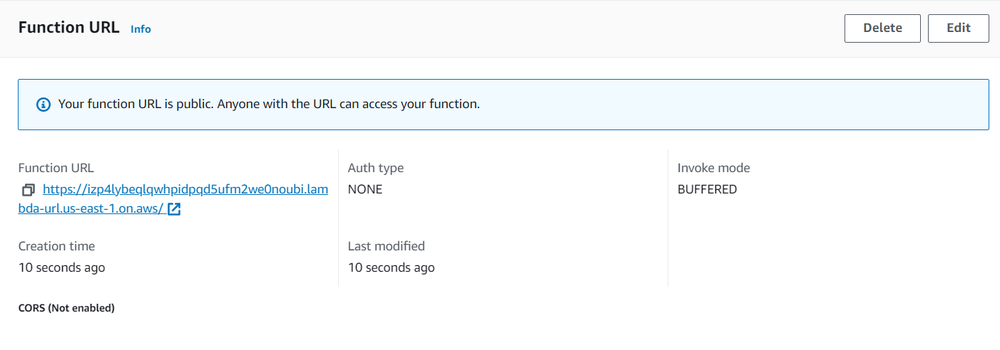 Function URL Info
Delete
Edit
Your function URL is public. Anyone with the URL can access your function.
Function URL
https://izp4lybeqlqwhpidpqd5ufm2we0noubi.lam
bda-url.us-east-1.on.aws/
Auth type
NONE
Invoke mode
BUFFERED
Creation time
10 seconds ago
Last modified
10 seconds ago
CORS (Not enabled)